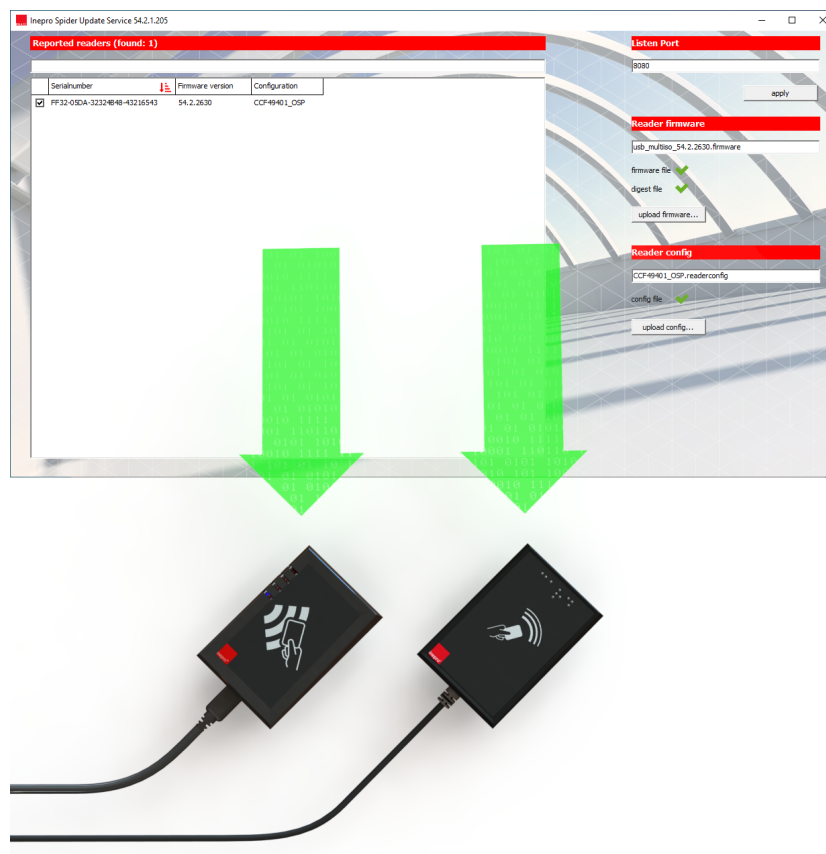 Inepro Spider Update Service 54.2.1.205
Reported readers (found: 1)
Serialnumber Firmware version Configuration
FF32-05DA-32324B48-43216543 54.2.2630 CCF49401_OSP
Listen Port
8080
apply
Reader firmware
usb_multiso_54.2.2630.firmware
firmware file
digest file
upload firmware...
Reader config
CCF49401_OSP.readerconfig
config file
upload config...